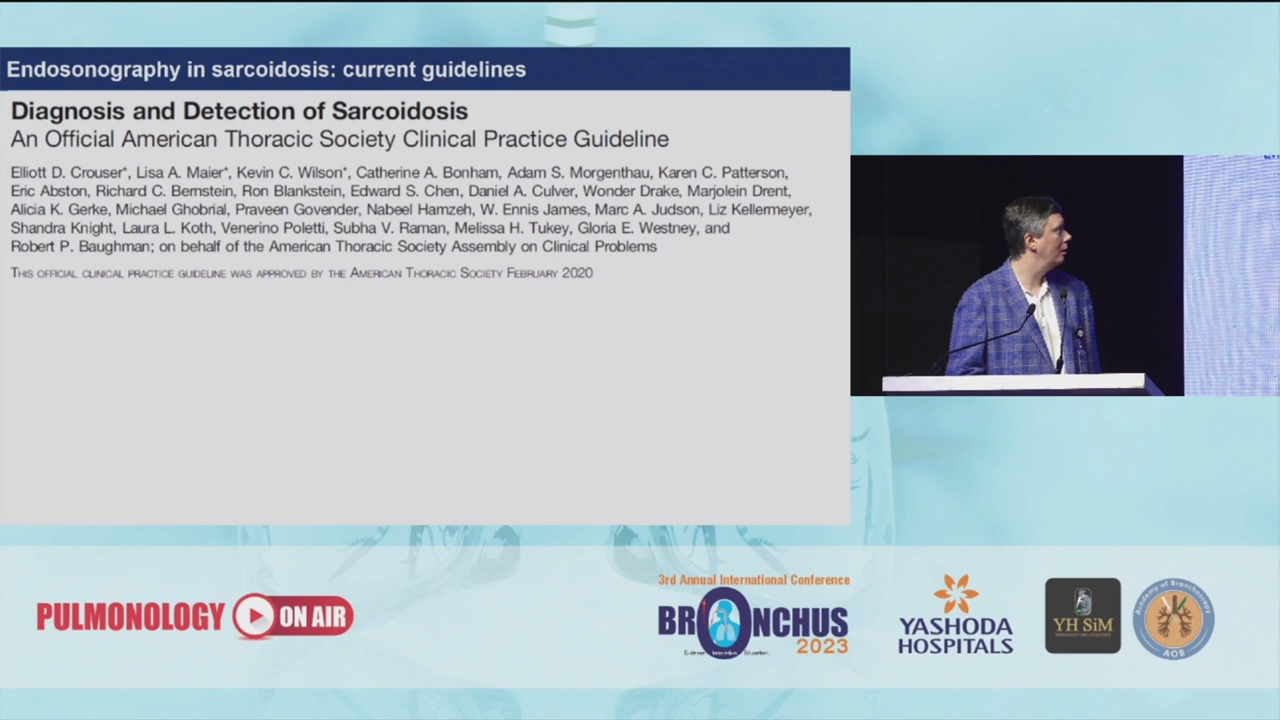 Endosonography in sarcoidosis: current guidelines
Diagnosis and Detection of Sarcoidosis
An Official American Thoracic Society Clinical Practice Guideline
Elliott D. Crouser*, Lisa A. Maier*, Kevin C. Wilson*, Catherine A. Bonham, Adam S. Morgenthau, Karen C. Patterson,
Eric Abston, Richard C. Bernstein, Ron Blankstein, Edward S. Chen, Daniel A. Culver, Wonder Drake, Marjolein Drent,
Alicia K. Gerke, Michael Ghobrial, Praveen Govender, Nabeel Hamzeh, W. Ennis James, Marc A. Judson, Liz Kellermeyer,
Shandra Knight, Laura L. Koth, Venerino Poletti, Subha V. Raman, Melissa H. Tukey, Gloria E. Westney, and
Robert P. Baughman; on behalf of the American Thoracic Society Assembly on Clinical Problems
THIS OFFICIAL CLINICAL PRACTICE GUIDELINE WAS APPROVED BY THE AMERICAN THORACIC SOCIETY FEBRUARY 2020
PULMONOLOGY ON AIR
3rd Annual International Conference
BRONCHUS
2023
YASHODA
HOSPITALS
YH SiM
Academy of Bronchoscopy
AOB